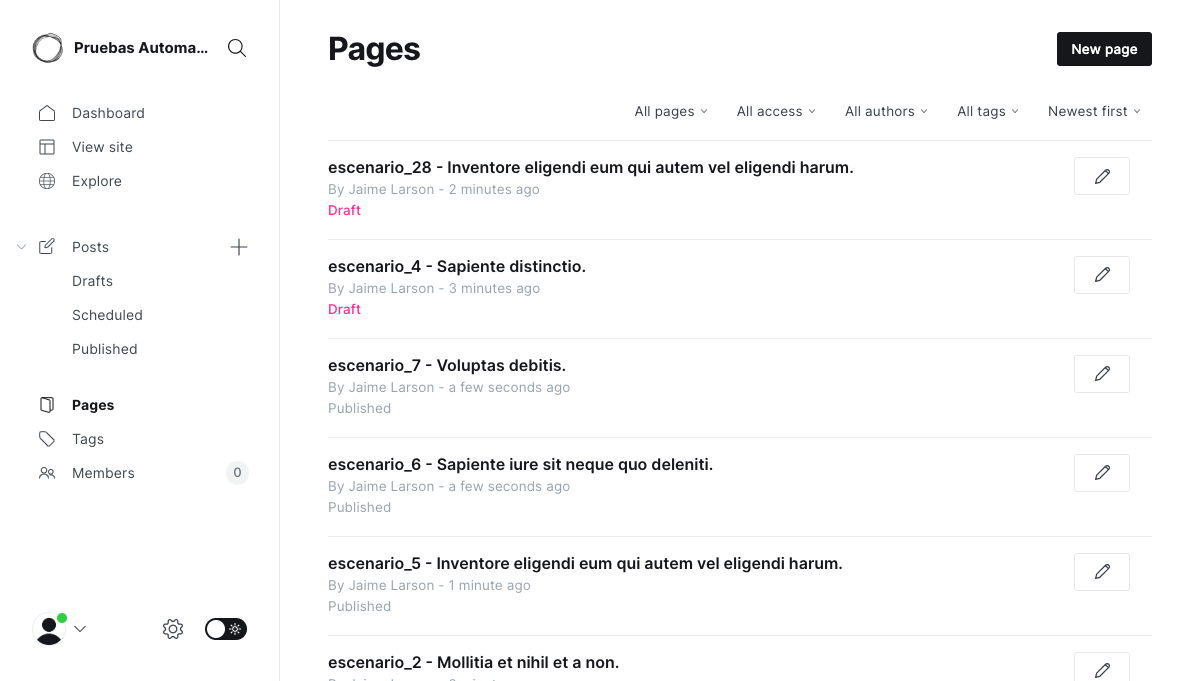 Pruebas Automa...
Dashboard
View site
Explore
Posts
Drafts
Scheduled
Published
Pages
Tags
Members
0
Pages
New page
All pages
All access
All authors
All tags
Newest first
escenario_28 - Inventore eligendi eum qui autem vel eligendi harum.
By Jaime Larson - 2 minutes ago
Draft
escenario_4 - Sapiente distinctio.
By Jaime Larson - 3 minutes ago
Draft
escenario_7 - Voluptas debitis.
By Jaime Larson - a few seconds ago
Published
escenario_6 - Sapiente iure sit neque quo deleniti.
By Jaime Larson - a few seconds ago
Published
escenario_5 - Inventore eligendi eum qui autem vel eligendi harum.
By Jaime Larson - 1 minute ago
Published
escenario_2 - Mollitia et nihil et a non.